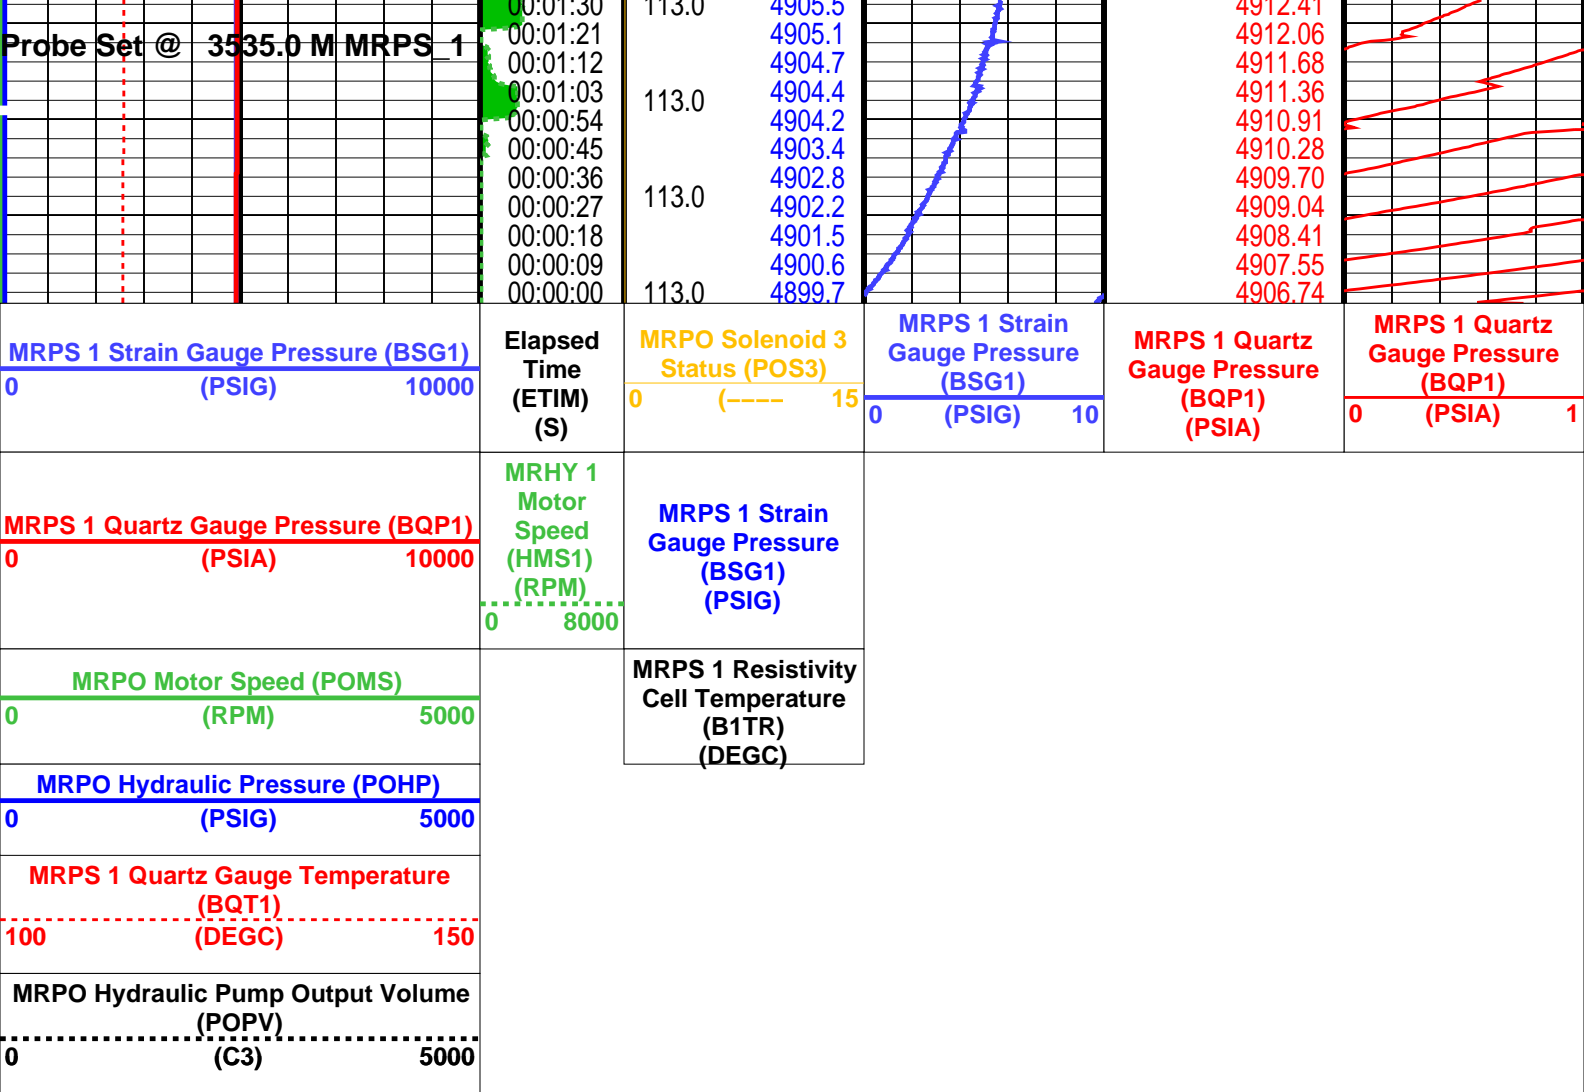 00:01:30 113.0 4905.5 4912.41
00:01:21 4905.1 4912.06
Probe Set @ 3535.0 M MRPS_1
00:01:12 4904.7 4911.68
00:01:03 113.0 4904.4 4911.36
00:00:54 4904.2 4910.91
00:00:45 4903.4 4910.28
00:00:36 4902.8 4909.70
00:00:27 113.0 4902.2 4909.04
00:00:18 4901.5 4908.41
00:00:09 4900.6 4907.55
00:00:00 113.0 4899.7 4906.74
MRPS 1 Strain Gauge Pressure (BSG1)
0 (PSIG) 10000
Elapsed
Time
(ETIM)
(S)
MRPO Solenoid 3
Status (POS3)
0 (−−−− 15
MRPS 1 Strain
Gauge Pressure
(BSG1)
0 (PSIG) 10
MRPS 1 Quartz
Gauge Pressure
(BQP1)
(PSIA)
MRPS 1 Quartz
Gauge Pressure
(BQP1)
0 (PSIA) 1
MRPS 1 Quartz Gauge Pressure (BQP1)
0 (PSIA) 10000
MRHY 1
Motor
Speed
(HMS1)
(RPM)
0 8000
MRPS 1 Strain
Gauge Pressure
(BSG1)
(PSIG)
MRPO Motor Speed (POMS)
0 (RPM) 5000
MRPS 1 Resistivity
Cell Temperature
(B1TR)
(DEGC)
MRPO Hydraulic Pressure (POHP)
0 (PSIG) 5000
MRPS 1 Quartz Gauge Temperature
(BQT1)
100 (DEGC) 150
MRPO Hydraulic Pump Output Volume
(POPV)
0 (C3) 5000